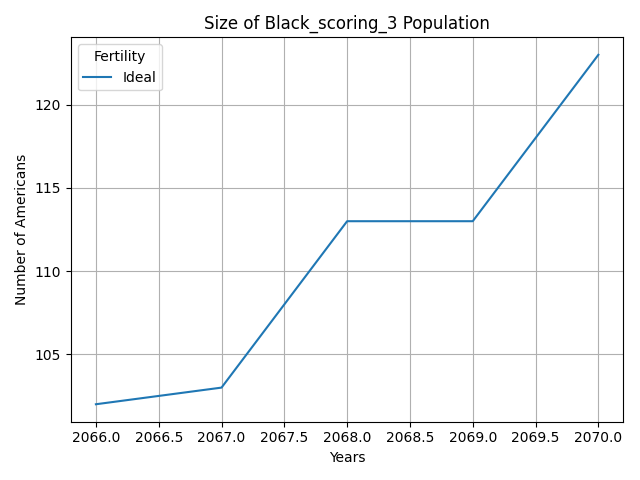 Size of Black_scoring_3 Population
Fertility
Ideal
120
115
110
105
Number of Americans
2066.0 2066.5 2067.0 2067.5 2068.0 2068.5 2069.0 2069.5 2070.0
Years